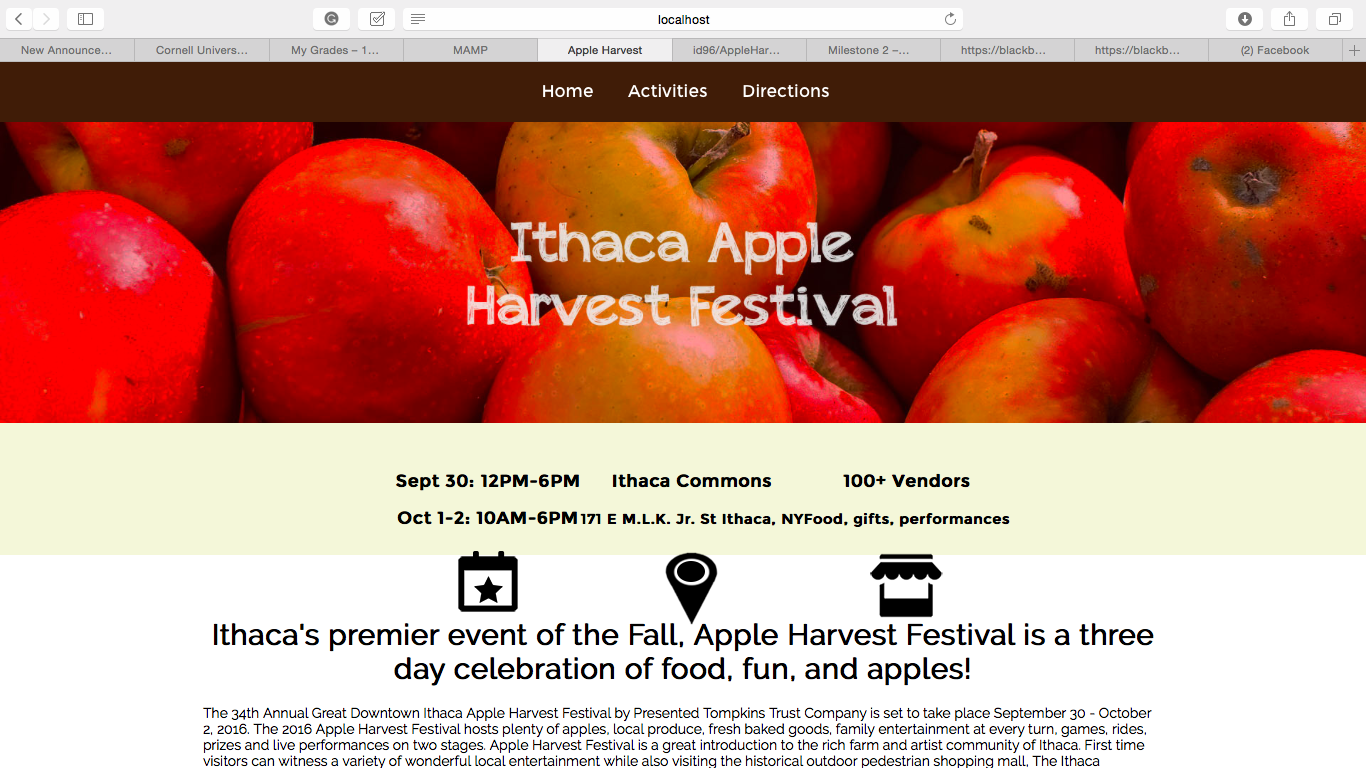 localhost
New Announce...
Cornell Univers...
My Grades – 1...
MAMP
Apple Harvest
id96/AppleHar...
Milestone 2 –...
https://blackb...
https://blackb...
(2) Facebook
Home Activities Directions
Ithaca Apple
Harvest Festival
Sept 30: 12PM-6PM
Oct 1-2: 10AM-6PM
Ithaca Commons
171 E M.L.K. Jr. St Ithaca, NY
100+ Vendors
Food, gifts, performances
Ithaca's premier event of the Fall, Apple Harvest Festival is a three
day celebration of food, fun, and apples!
The 34th Annual Great Downtown Ithaca Apple Harvest Festival by Presented Tompkins Trust Company is set to take place September 30 - October
2, 2016. The 2016 Apple Harvest Festival hosts plenty of apples, local produce, fresh baked goods, family entertainment at every turn, games, rides,
prizes and live performances on two stages. Apple Harvest Festival is a great introduction to the rich farm and artist community of Ithaca. First time
visitors can witness a variety of wonderful local entertainment while also visiting the historical outdoor pedestrian shopping mall, The Ithaca